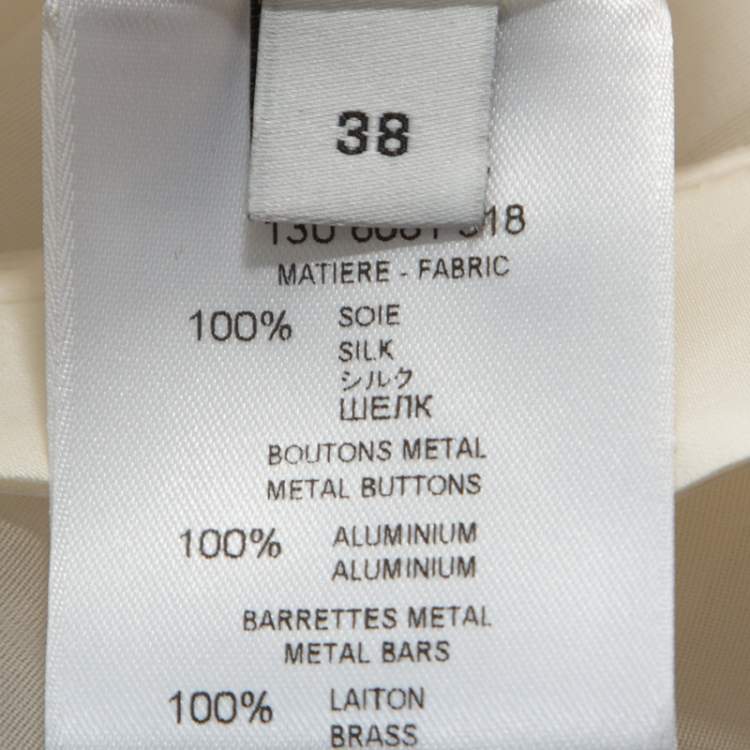 38
318
MATIERE - FABRIC
100% SOIE
SILK
シルク
ШЕЛК
BOUTONS METAL
METAL BUTTONS
100% ALUMINIUM
ALUMINIUM
BARRETTES METAL
METAL BARS
100% LAITON
BRASS